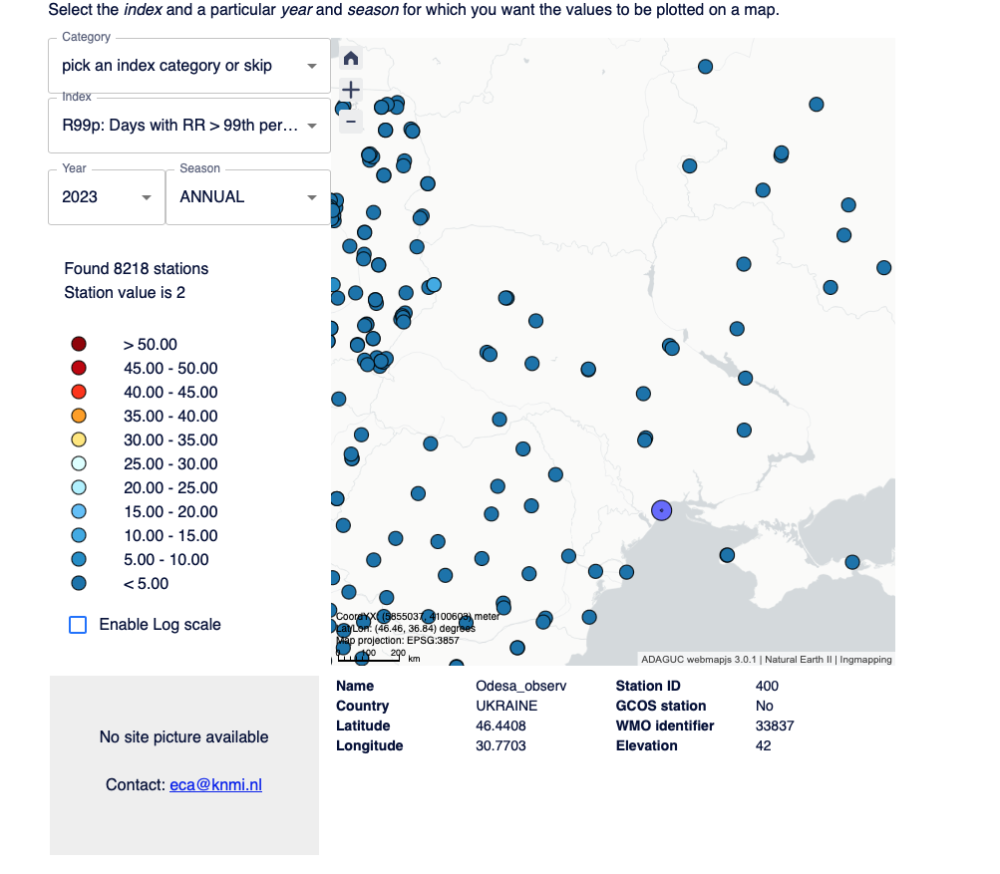 Select the index and a particular year and season for which you want the values to be plotted on a map.
Category
pick an index category or skip
Index
R99p: Days with RR > 99th per...
Year
2023
Season
ANNUAL
Found 8218 stations
Station value is 2
> 50.00
45.00 - 50.00
40.00 - 45.00
35.00 - 40.00
30.00 - 35.00
25.00 - 30.00
20.00 - 25.00
15.00 - 20.00
10.00 - 15.00
5.00 - 10.00
< 5.00
Enable Log scale
CoordYX: (5855037, 4100603) meter
Lat/Lon: (46.46, 36.84) degrees
Map projection: EPSG:3857
0 100 200 km
ADAGUC webmapjs 3.0.1 | Natural Earth II | Ingmapping
No site picture available
Contact: eca@knmi.nl
Name Odesa_observ Station ID 400
Country UKRAINE GCOS station No
Latitude 46.4408 WMO identifier 33837
Longitude 30.7703 Elevation 42